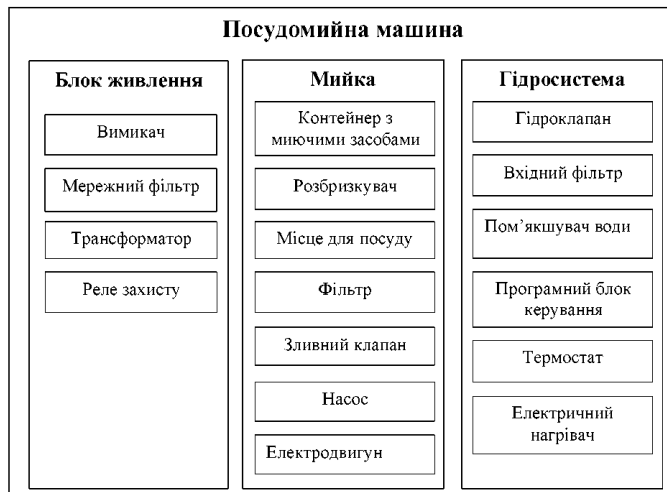 Посудомийна машина
Блок живлення
Вимикач
Мережний фільтр
Трансформатор
Реле захисту
Мийка
Контейнер з
миючими засобами
Розбризкувач
Місце для посуду
Фільтр
Зливний клапан
Насос
Електродвигун
Гідросистема
Гідроклапан
Вхідний фільтр
Пом’якшувач води
Програмний блок
керування
Термостат
Електричний
нагрівач